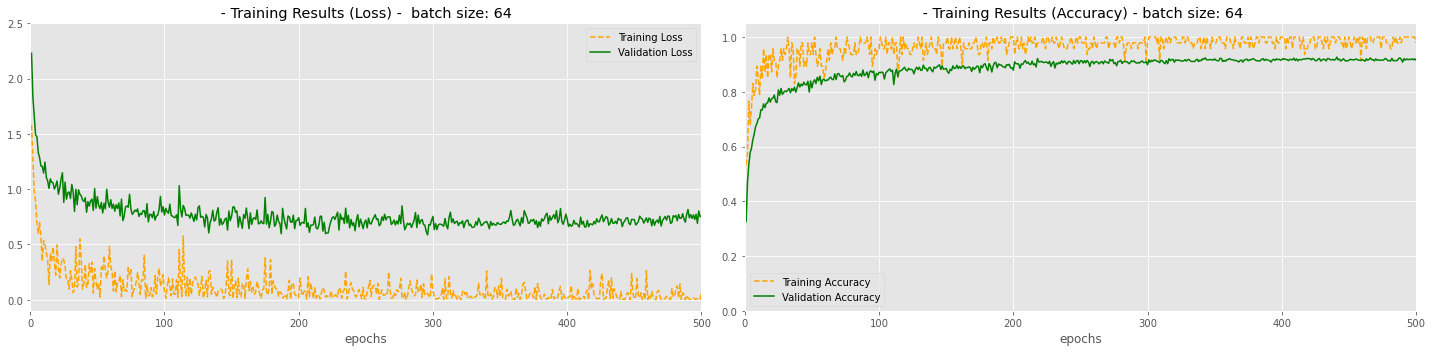 - Training Results (Loss) -  batch size: 64
Training Loss
Validation Loss
2.5
2.0
1.5
1.0
0.5
0.0
0 100 200 300 400 500
epochs
- Training Results (Accuracy) - batch size: 64
1.0
0.8
0.6
0.4
0.2
0.0
Training Accuracy
Validation Accuracy
0 100 200 300 400 500
epochs